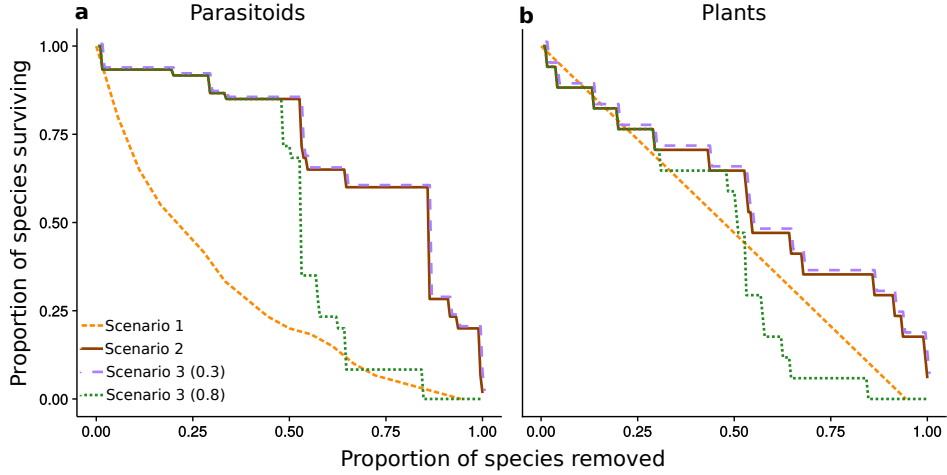 a Parasitoids
b Plants
Proportion of species surviving
1.00
0.75
0.50
0.25
0.00
Scenario 1
Scenario 2
Scenario 3 (0.3)
Scenario 3 (0.8)
0.00 0.25 0.50 0.75 1.00
0.00 0.25 0.50 0.75 1.00
Proportion of species removed